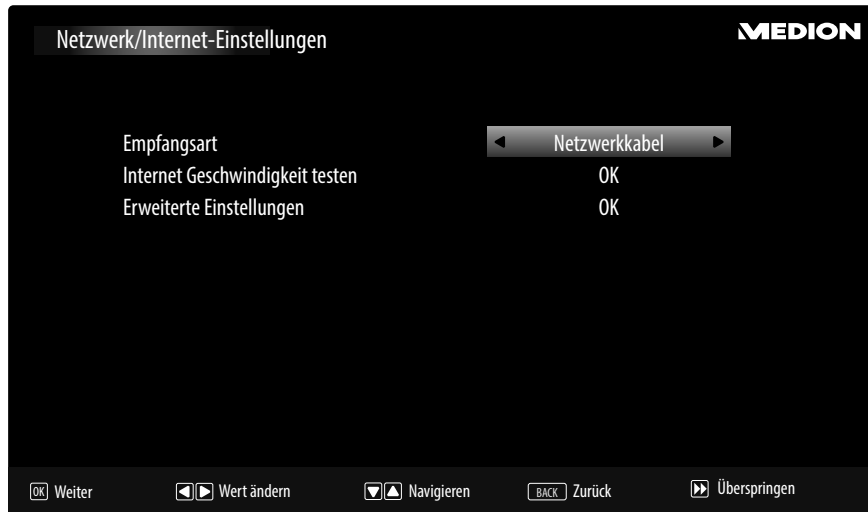 Netzwerk/Internet-Einstellungen
MEDION
Empfangsart Netzwerkkabel
Internet Geschwindigkeit testen OK
Erweiterte Einstellungen OK
OK Weiter Wert ändern Navigieren BACK Zurück Überspringen